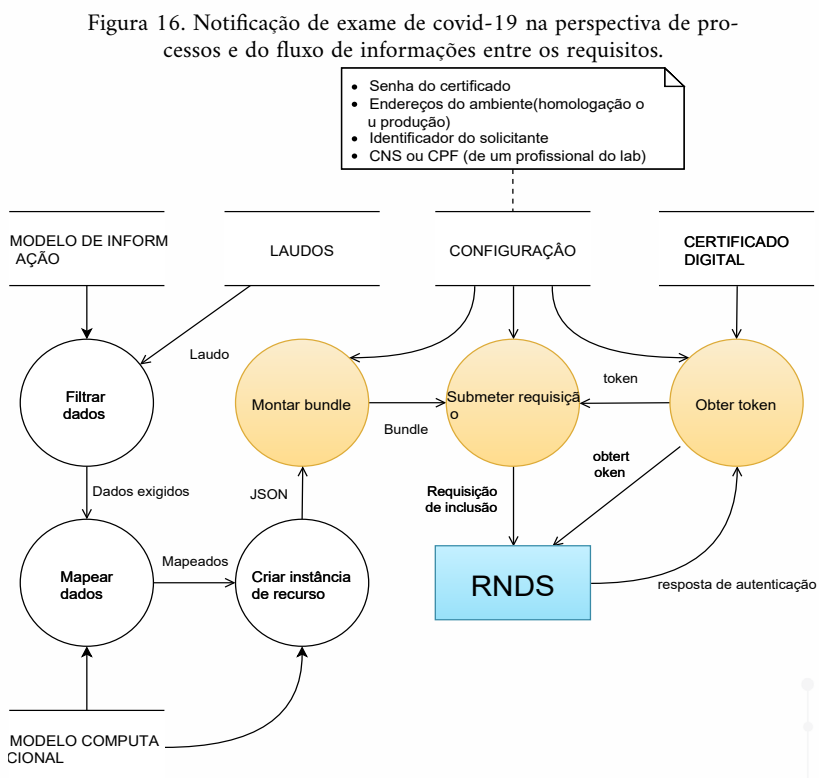 Figura 16. Notificação de exame de covid-19 na perspectiva de pro-
cessos e do fluxo de informações entre os requisitos.
• Senha do certificado
• Endereços do ambiente(homologação o
u produção)
• Identificador do solicitante
• CNS ou CPF (de um profissional do lab)
MODELO DE INFORM
AÇÃO
LAUDOS
CONFIGURAÇÂO
CERTIFICADO
DIGITAL
Laudo
Filtrar
dados
Montar bundle
Bundle
Submeter requisiçã
o
token
Obter token
obtert
oken
Dados exigidos
JSON
Requisição
de inclusão
Mapear
dados
Mapeados
Criar instância
de recurso
RNDS
resposta de autenticação
MODELO COMPUTA
CIONAL